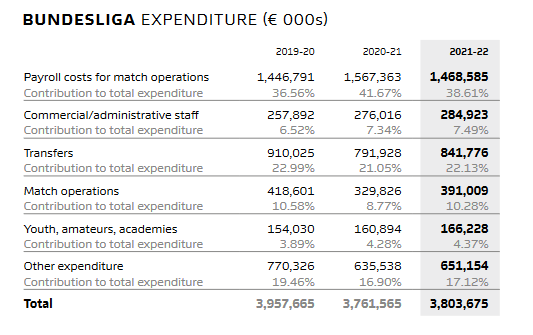 BUNDESLIGA EXPENDITURE (€ 000s)
2019-20 2020-21 2021-22
Payroll costs for match operations 1,446,791 1,567,363 1,468,585
Contribution to total expenditure 36.56% 41.67% 38.61%
Commercial/administrative staff 257,892 276,016 284,923
Contribution to total expenditure 6.52% 7.34% 7.49%
Transfers 910,025 791,928 841,776
Contribution to total expenditure 22.99% 21.05% 22.13%
Match operations 418,601 329,826 391,009
Contribution to total expenditure 10.58% 8.77% 10.28%
Youth, amateurs, academies 154,030 160,894 166,228
Contribution to total expenditure 3.89% 4.28% 4.37%
Other expenditure 770,326 635,538 651,154
Contribution to total expenditure 19.46% 16.90% 17.12%
Total 3,957,665 3,761,565 3,803,675